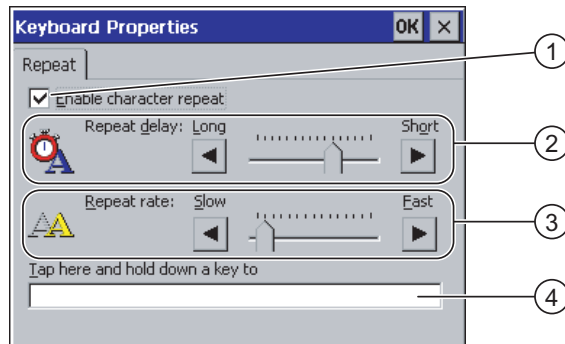 Keyboard Properties OK ×
Repeat
Enable character repeat
Repeat delay: Long Short
Repeat rate: Slow Fast
Tap here and hold down a key to
1
2
3
4